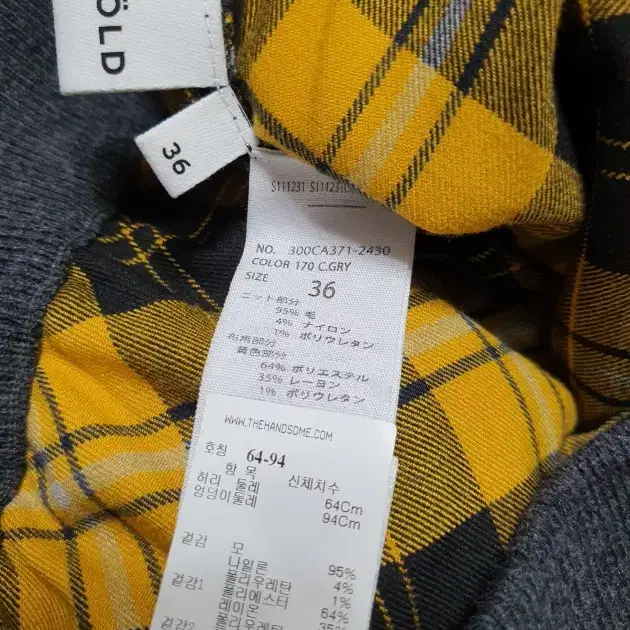 ÖLD
36
S111231
NO. 300CA371-2430
COLOR 170 C.GRY
SIZE 36
ニット部分
95% 毛
4% ナイロン
1% ポリウレタン
布帛部分
黄色部分
64% ポリエステル
35% レーヨン
1% ポリウレタン
WWW.THEHANDSOME.COM
호칭 64-94
항 목 신체치수
허리 둘레 64Cm
엉덩이둘레 94Cm
겉감 모 95%
나일론 4%
폴리우레탄 1%
겉감1 폴리에스터 64%
레이온 35%
겉감2